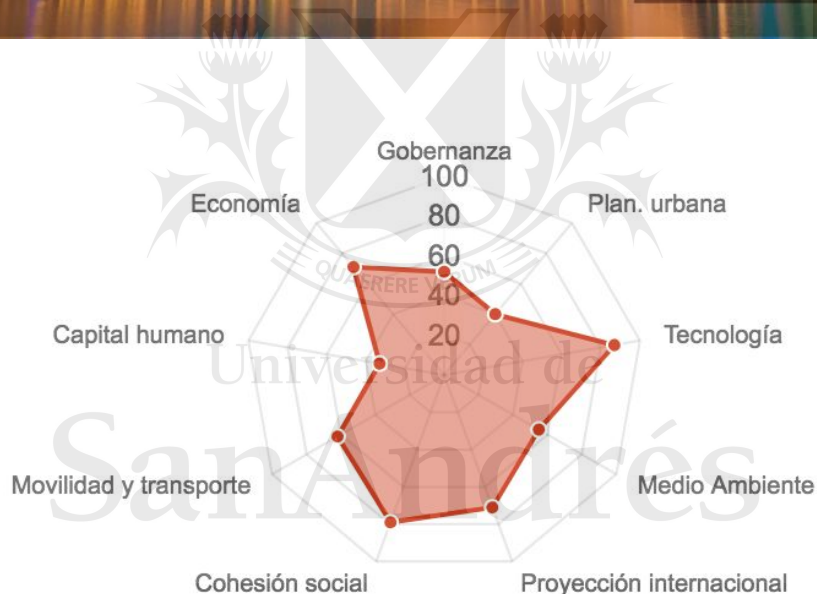 Gobernanza
100
Economía
80
Plan. urbana
60
QUAERERE VERUM
40
Capital humano
20
Tecnología
Universidad de
SanAndrés
Movilidad y transporte
Medio Ambiente
Cohesión social
Proyección internacional